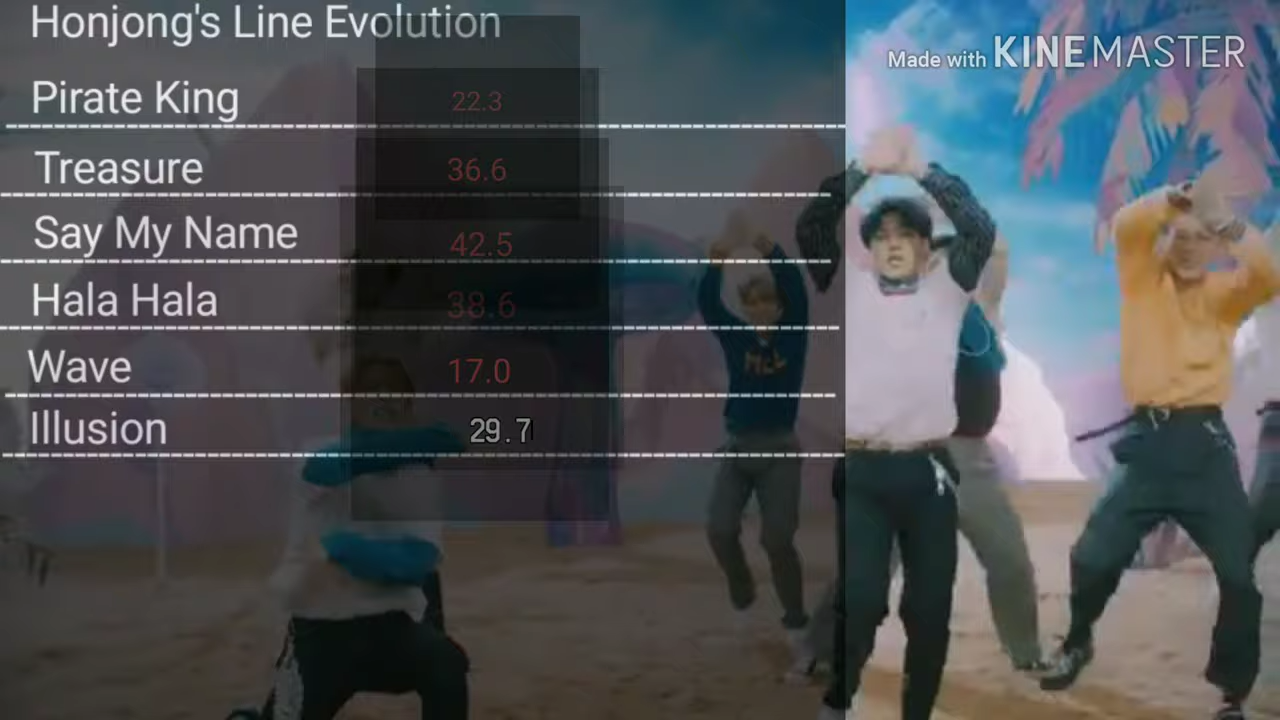 Honjong's Line Evolution
Made with KINEMASTER
Pirate King 22.3
Treasure 36.6
Say My Name 42.5
Hala Hala 38.6
Wave 17.0
Illusion 29.7